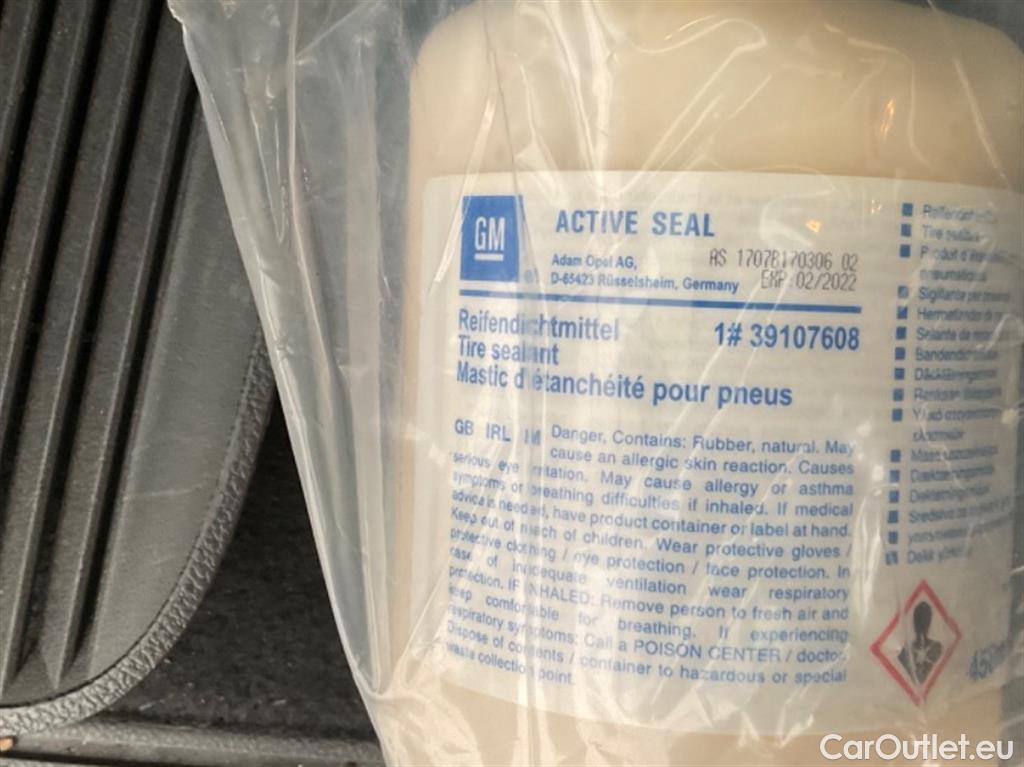 GM
®
ACTIVE SEAL
Adam Opel AG,
D-65423 Rüsselsheim, Germany
AS 17078170306 02
EXP:02/2022
Reifendichtmittel
1# 39107608
Tire sealant
Mastic d'étanchéité pour pneus
GB IRL Danger, Contains: Rubber, natural. May
cause an allergic skin reaction. Causes
serious eye irritation. May cause allergy or asthma
symptoms or breathing difficulties if inhaled. If medical
advice is needed, have product container or label at hand.
Keep out of reach of children. Wear protective gloves /
protective clothing / eye protection / face protection. In
case of inadequate ventilation wear respiratory
protection. IF INHALED: Remove person to fresh air and
keep comfortable for breathing. If experiencing
respiratory symptoms: Call a POISON CENTER / doctor.
Dispose of contents / container to hazardous or special
waste collection point.
Tire
Produit
Sigillante per
Dekk
CarOutlet.eu